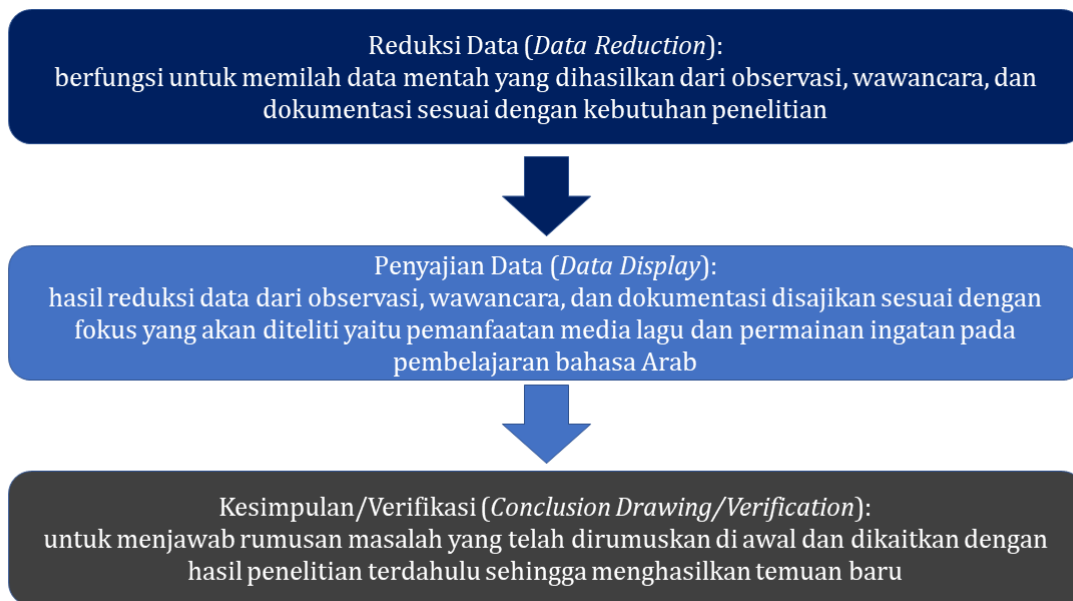 Reduksi Data (Data Reduction):
berfungsi untuk memilah data mentah yang dihasilkan dari observasi, wawancara, dan
dokumentasi sesuai dengan kebutuhan penelitian
Penyajian Data (Data Display):
hasil reduksi data dari observasi, wawancara, dan dokumentasi disajikan sesuai dengan
fokus yang akan diteliti yaitu pemanfaatan media lagu dan permainan ingatan pada
pembelajaran bahasa Arab
Kesimpulan/Verifikasi (Conclusion Drawing/Verification):
untuk menjawab rumusan masalah yang telah dirumuskan di awal dan dikaitkan dengan
hasil penelitian terdahulu sehingga menghasilkan temuan baru